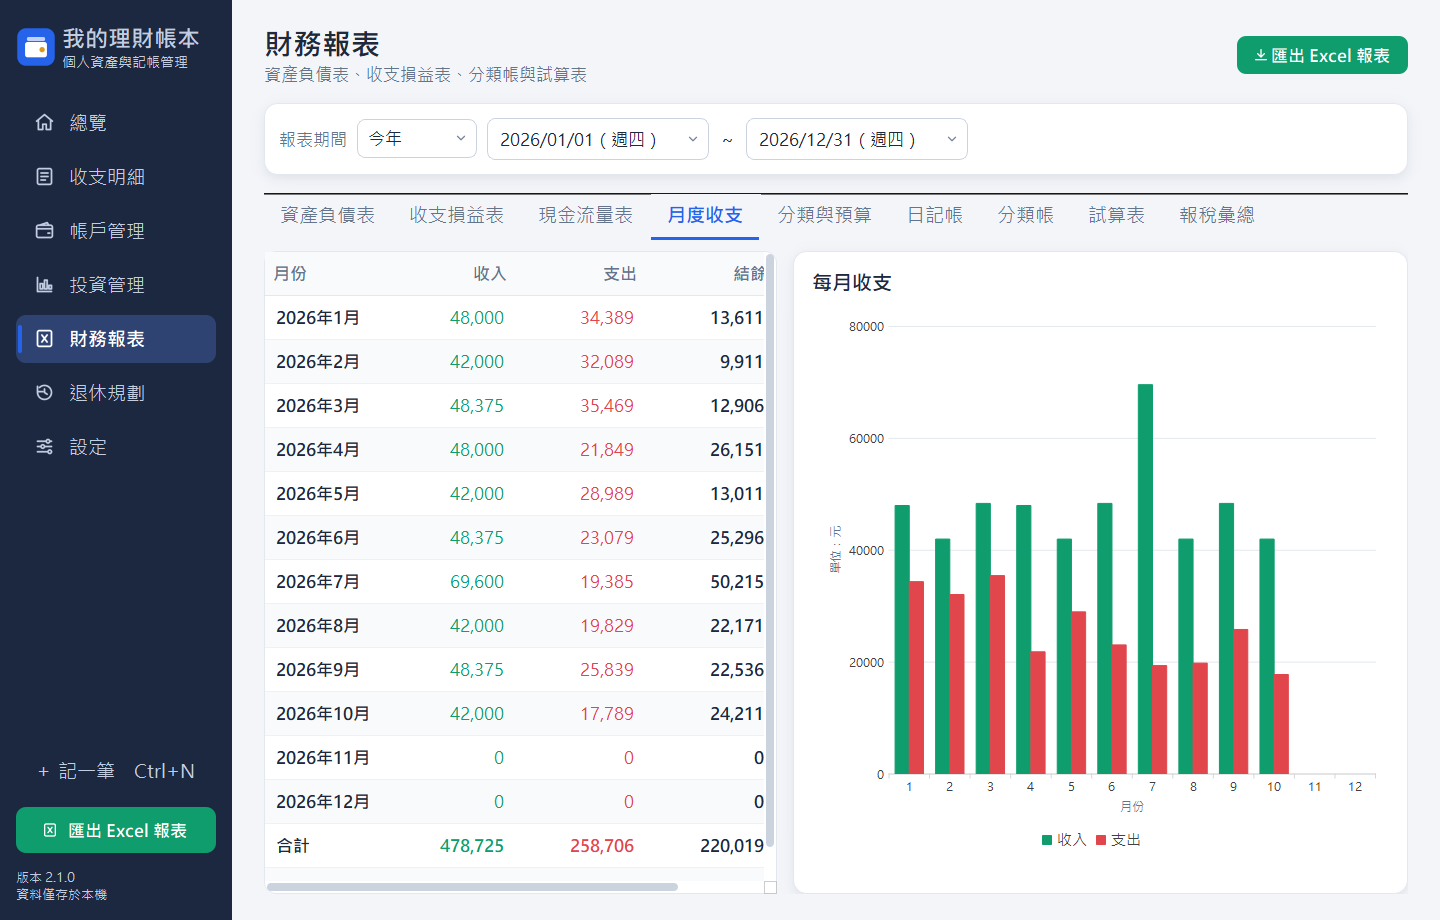 我的理財帳本
個人資產與記帳管理
總覽
收支明細
帳戶管理
投資管理
財務報表
退休規劃
設定
+ 記一筆 Ctrl+N
匯出 Excel 報表
版本 2.1.0
資料僅存於本機
財務報表
資產負債表、收支損益表、分類帳與試算表
匯出 Excel 報表
報表期間 今年 2026/01/01 ( 週四 ) ~ 2026/12/31 ( 週四 )
資產負債表 收支損益表 現金流量表 月度收支 分類與預算 日記帳 分類帳 試算表 報稅彙總
月份 收入 支出 結餘
2026年1月 48,000 34,389 13,611
2026年2月 42,000 32,089 9,911
2026年3月 48,375 35,469 12,906
2026年4月 48,000 21,849 26,151
2026年5月 42,000 28,989 13,011
2026年6月 48,375 23,079 25,296
2026年7月 69,600 19,385 50,215
2026年8月 42,000 19,829 22,171
2026年9月 48,375 25,839 22,536
2026年10月 42,000 17,789 24,211
2026年11月 0 0 0
2026年12月 0 0 0
合計 478,725 258,706 220,019
每月收支
80000
60000
40000
20000
0
單位：元
1 2 3 4 5 6 7 8 9 10 11 12
月份
收入 支出